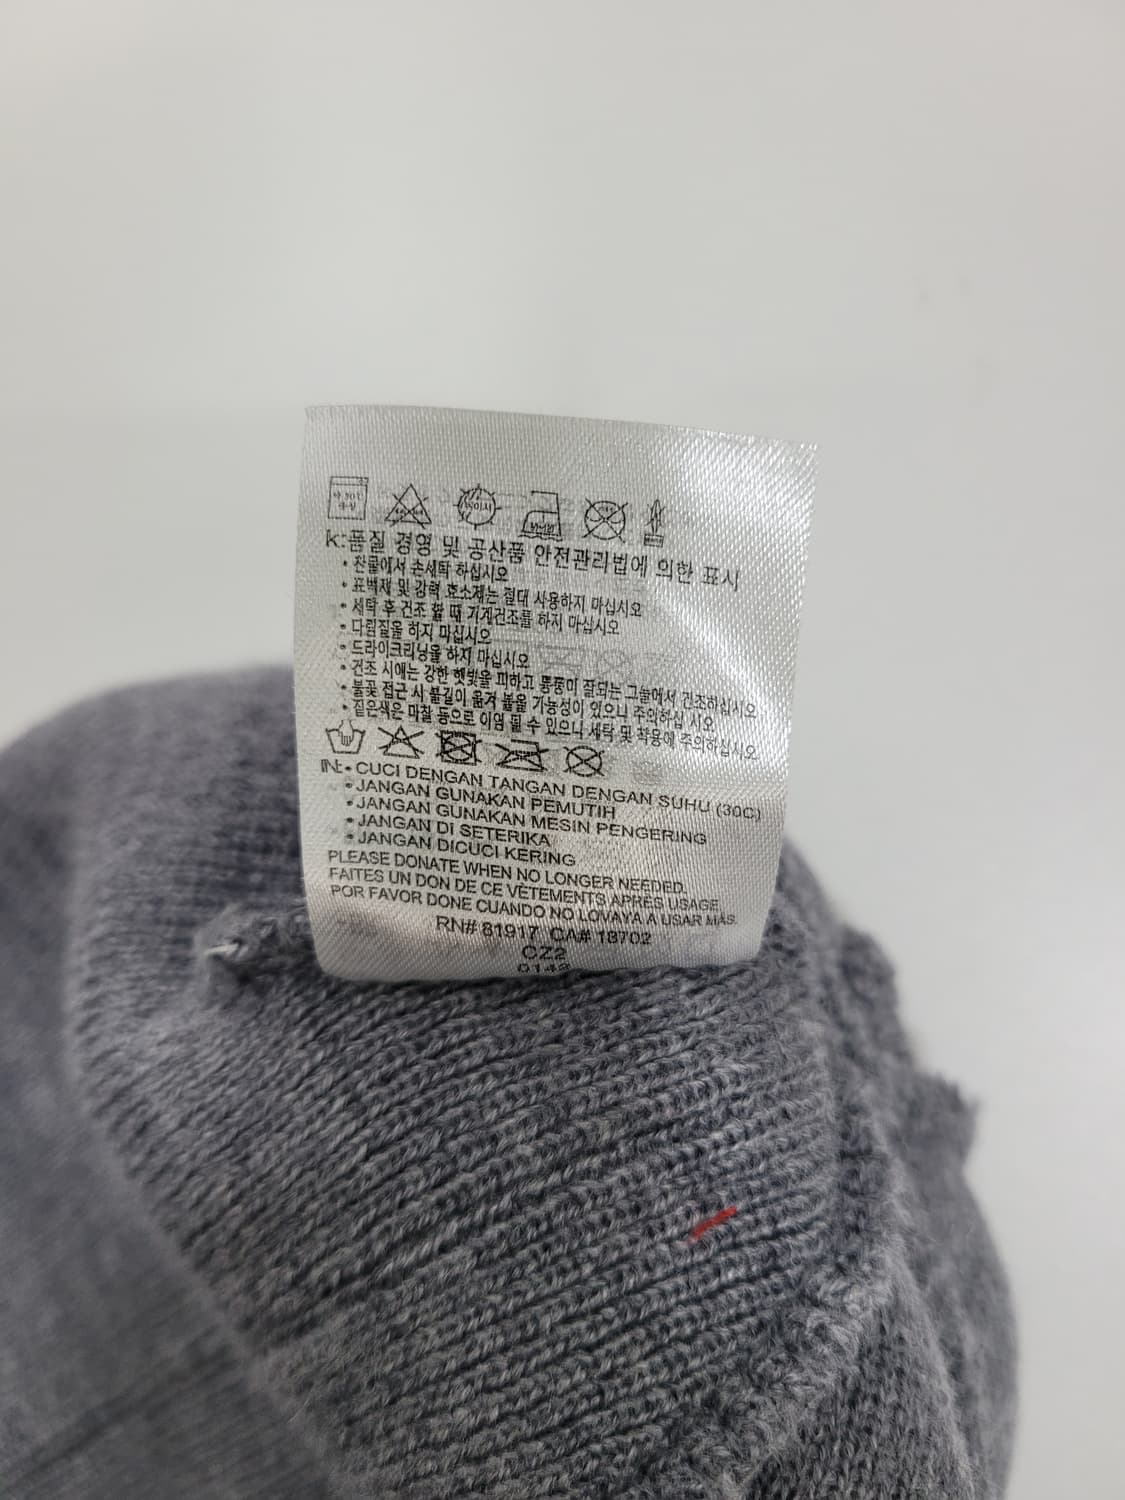 k:품질 경영 및 공산품 안전관리법에 의한 표시
• 찬물에서 손세탁 하십시오
• 표백제 및 강력 효소제는 절대 사용하지 마십시오
• 세탁 후 건조 할 때 기계건조를 하지 마십시오
• 다림질을 하지 마십시오
• 드라이크리닝을 하지 마십시오
• 건조 시에는 강한 햇빛을 피하고 통풍이 잘되는 그늘에서 건조하십시오
• 불꽃 접근 시 불길이 옮겨 붙을 가능성이 있으니 주의하십 시오
• 짙은색은 마찰 등으로 이염 될 수 있으니 세탁 및 착용에 주의하십시오
IN:• CUCI DENGAN TANGAN DENGAN SUHU (30C)
• JANGAN GUNAKAN PEMUTIH
• JANGAN GUNAKAN MESIN PENGERING
• JANGAN DI SETERIKA
• JANGAN DICUCI KERING
PLEASE DONATE WHEN NO LONGER NEEDED.
FAITES UN DON DE CE VÊTEMENTS APRÈS USAGE.
POR FAVOR DONE CUANDO NO LOVAYA A USAR MÁS.
RN# 81917 CA# 18702
CZ2